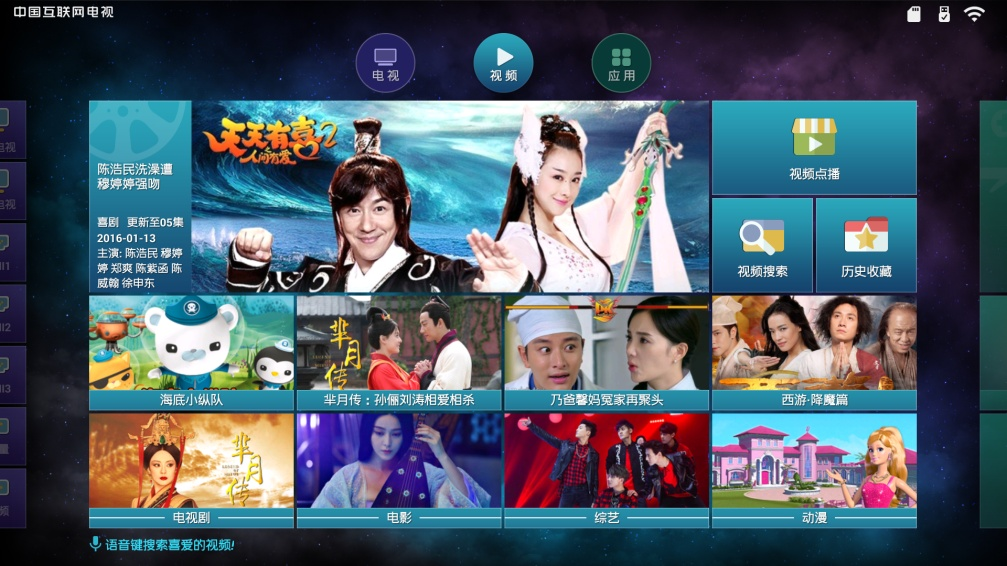 中国互联网电视
电视
视频
应用
陈浩民洗澡遭
穆婷婷强吻
喜剧 更新至05集
2016-01-13
主演: 陈浩民 穆婷
婷 郑爽 陈紫函 陈
威翰 徐申东
天天有喜2
人间有爱
视频点播
视频搜索
历史收藏
芈月传
海底小纵队
芈月传：孙俪刘涛相爱相杀
乃爸馨妈冤家再聚头
西游·降魔篇
芈月传
电视剧
电影
综艺
动漫
语音键搜索喜爱的视频!